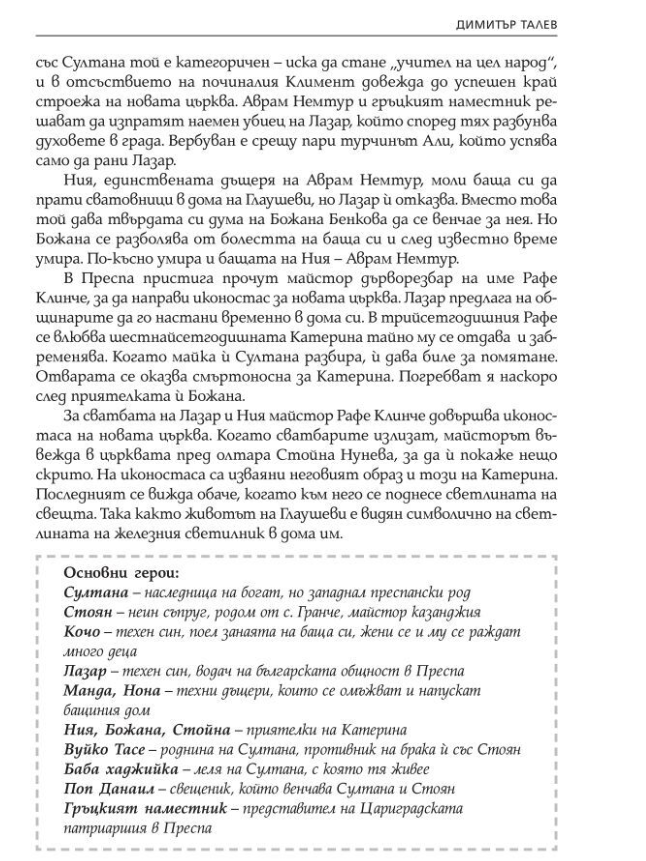 ДИМИТЪР ТАЛЕВ
със Султана той е категоричен – иска да стане „учител на цел народ“,
и в отсъствието на починалия Климент довежда до успешен край
строежа на новата църква. Аврам Немтур и гръцкият наместник ре-
шават да изпратят наемен убиец на Лазар, който според тях разбунва
духовете в града. Вербуван е срещу пари турчинът Али, който успява
само да рани Лазар.
Ния, единствената дъщеря на Аврам Немтур, моли баща си да
прати сватовници в дома на Глаушеви, но Лазар ѝ отказва. Вместо това
той дава твърдата си дума на Божана Бенкова да се венчае за нея. Но
Божана се разболява от болестта на баща си и след известно време
умира. По-късно умира и бащата на Ния – Аврам Немтур.
В Преспа пристига прочут майстор дърворезбар на име Рафе
Клинче, за да направи иконостас за новата църква. Лазар предлага на об-
щинарите да го настани временно в дома си. В трийсетгодишния Рафе
се влюбва шестнайсетгодишната Катерина тайно му се отдава и заб-
ременява. Когато майка ѝ Султана разбира, ѝ дава биле за помятане.
Отварата се оказва смъртоносна за Катерина. Погребват я наскоро
след приятелката ѝ Божана.
За сватбата на Лазар и Ния майстор Рафе Клинче довършва иконос-
таса на новата църква. Когато сватбарите излизат, майсторът въ-
вежда в църквата пред олтара Стойна Нунева, за да ѝ покаже нещо
скрито. На иконостаса са изваяни неговият образ и този на Катерина.
Последният се вижда обаче, когато към него се поднесе светлината на
свещта. Така както животът на Глаушеви е видян символично на свет-
лината на железния светилник в дома им.
Основни герои:
Султана – наследница на богат, но западнал преспански род
Стоян – неин съпруг, родом от с. Гранче, майстор казанджия
Кочо – техен син, поел занаята на баща си, жени се и му се раждат
много деца
Лазар – техен син, водач на българската общност в Преспа
Манда, Нона – техни дъщери, които се омъжват и напускат
бащиния дом
Ния, Божана, Стойна – приятелки на Катерина
Вуйко Тасе – роднина на Султана, противник на брака ѝ със Стоян
Баба хаджийка – леля на Султана, с която тя живее
Поп Данаил – свещеник, който венчава Султана и Стоян
Гръцкият наместник – представител на Цариградската
патриаршия в Преспа